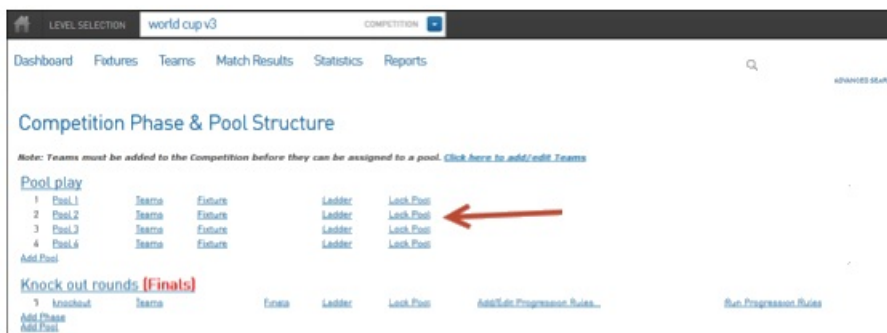 LEVEL SELECTION world cup v3 COMPETITION
Dashboard Fixtures Teams Match Results Statistics Reports
ADVANCED SEAR
Competition Phase & Pool Structure
Note: Teams must be added to the Competition before they can be assigned to a pool. Click here to add/edit Teams
Pool play
1 Pool 1 Teams Fixture Ladder Lock Pool
2 Pool 2 Teams Fixture Ladder Lock Pool
3 Pool 3 Teams Fixture Ladder Lock Pool
4 Pool 4 Teams Fixture Ladder Lock Pool
Add Pool
Knock out rounds (Finals)
1 knockout Teams Finals Ladder Lock Pool Add/Edit Progression Rules... Run Progression Rules
Add Phase
Add Pool